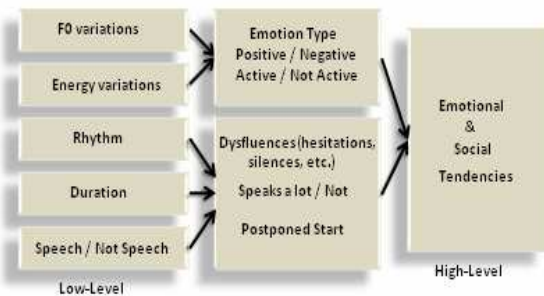 F0 variations
Energy variations
Rhythm
Duration
Speech / Not Speech
Low-Level
Emotion Type
Positive / Negative
Active / Not Active
Dysfluences (hesitations,
silences, etc.)
Speaks a lot / Not
Postponed Start
Emotional
&
Social
Tendencies
High-Level